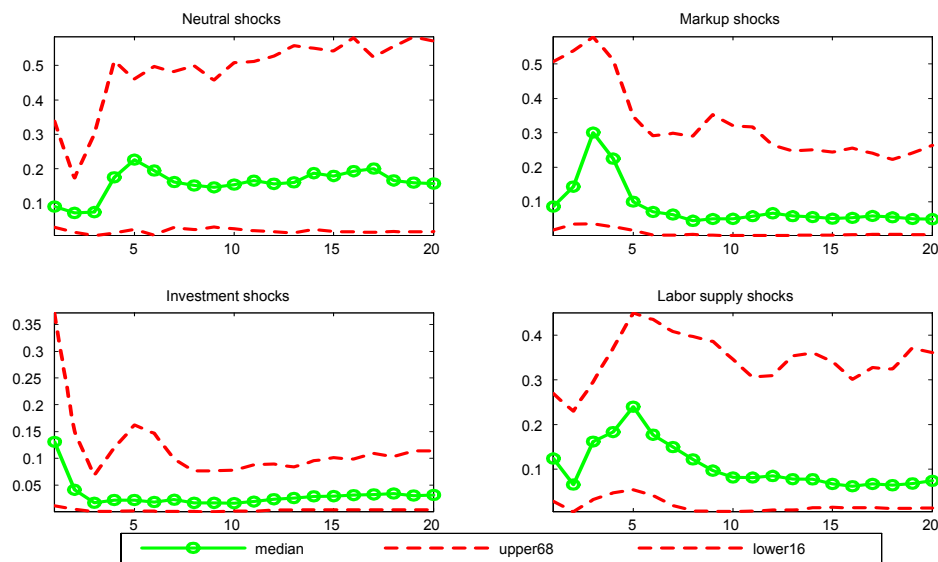 Neutral shocks
0.5
0.4
0.3
0.2
0.1
5 10 15 20
Markup shocks
0.5
0.4
0.3
0.2
0.1
5 10 15 20
Investment shocks
0.35
0.3
0.25
0.2
0.15
0.1
0.05
5 10 15 20
Labor supply shocks
0.4
0.3
0.2
0.1
5 10 15 20
median upper68 lower16